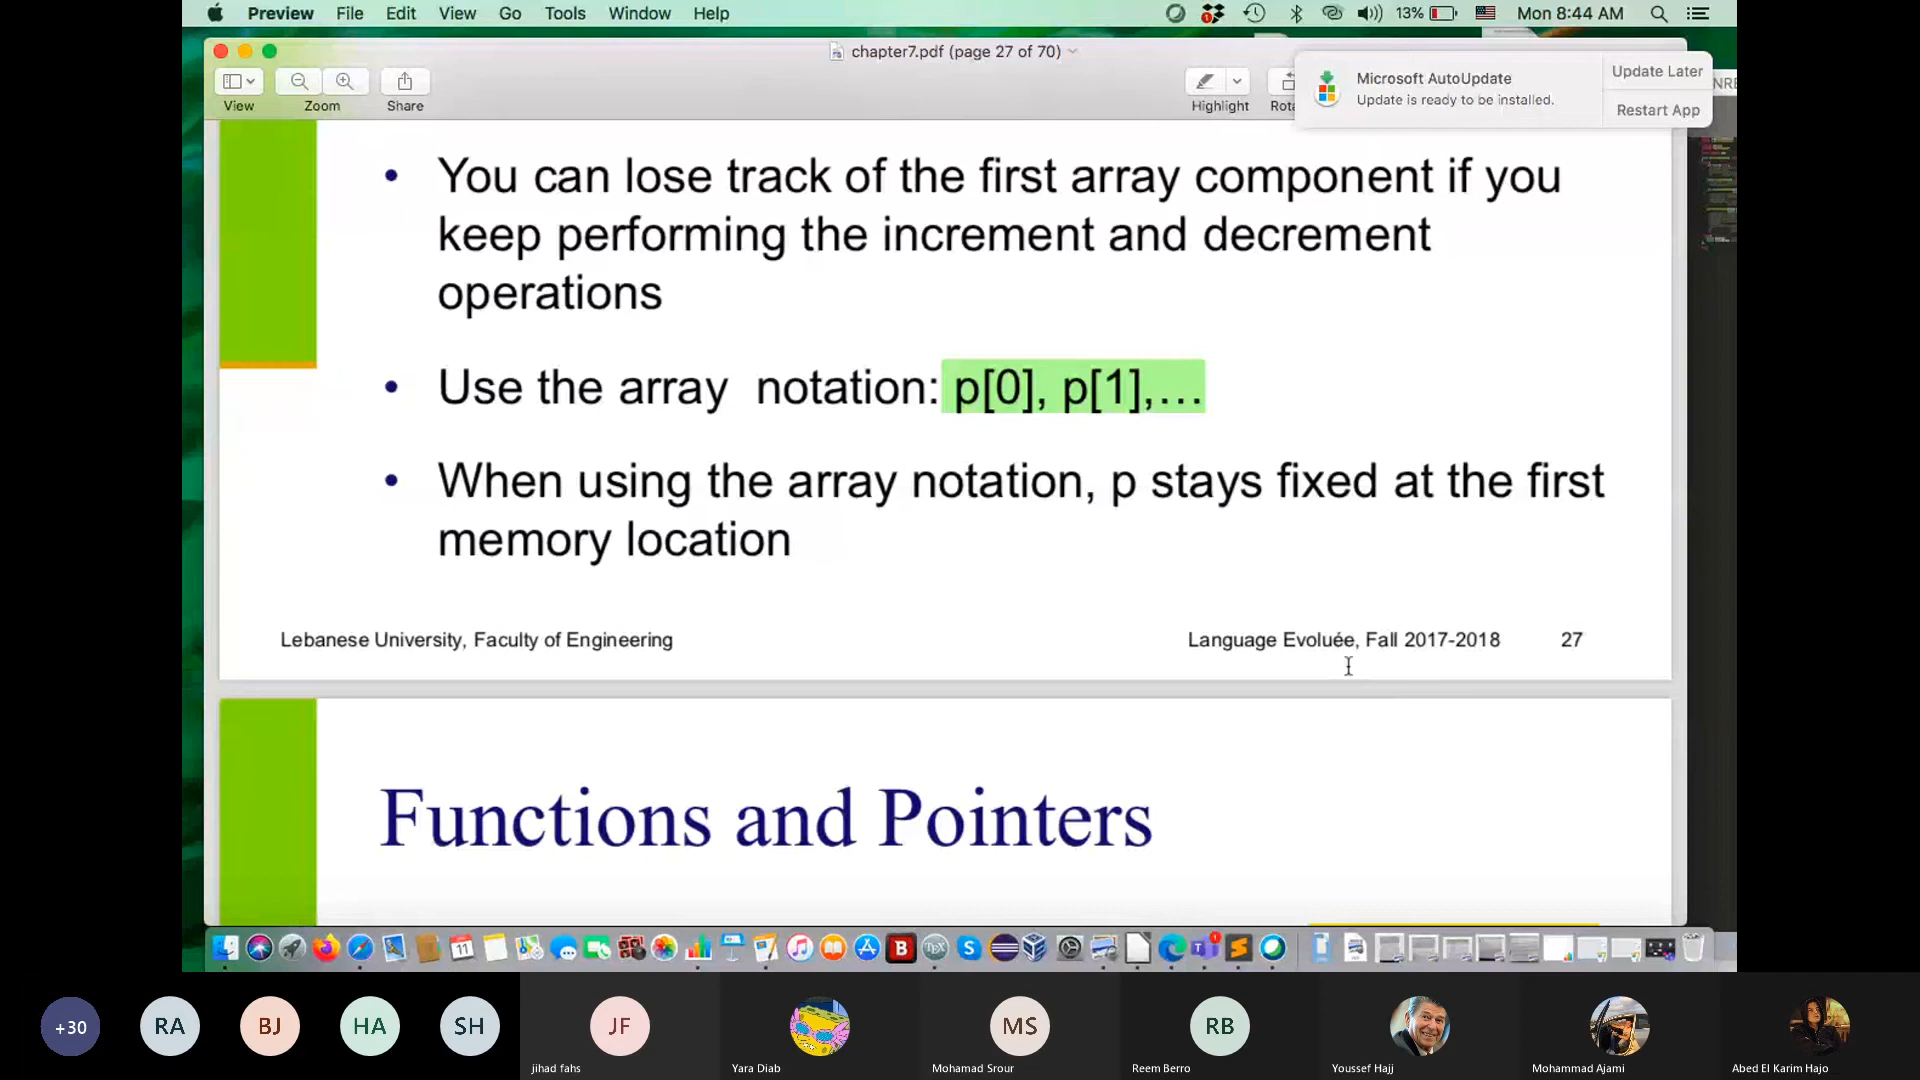 Preview File Edit View Go Tools Window Help
13% Mon 8:44 AM
chapter7.pdf (page 27 of 70)
View Zoom Share Highlight
Microsoft AutoUpdate
Update is ready to be installed.
Update Later
Restart App
• You can lose track of the first array component if you
keep performing the increment and decrement
operations
• Use the array notation: p[0], p[1],…
• When using the array notation, p stays fixed at the first
memory location
Lebanese University, Faculty of Engineering
Language Evoluée, Fall 2017-2018 27
Functions and Pointers
+30 RA BJ HA SH JF MS RB
jihad fahs Yara Diab Mohamad Srour Reem Berro Youssef Hajj Mohammad Ajami Abed El Karim Hajo